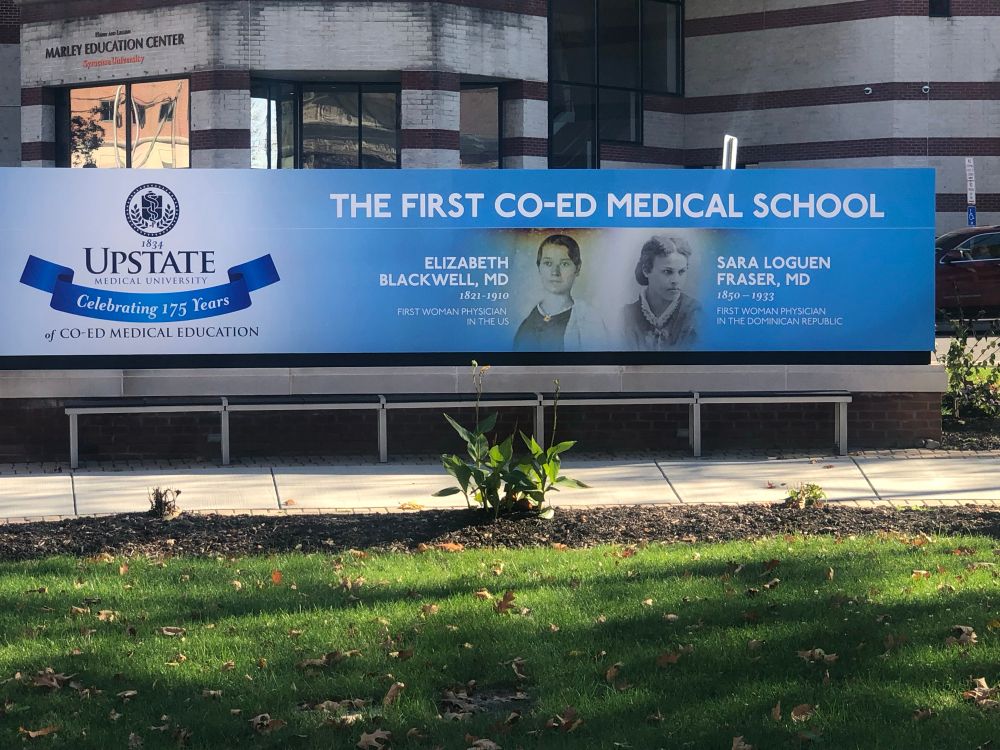 MARLEY EDUCATION CENTER
Syracuse University
THE FIRST CO-ED MEDICAL SCHOOL
1834
UPSTATE
MEDICAL UNIVERSITY
Celebrating 175 Years
of CO-ED MEDICAL EDUCATION
ELIZABETH
BLACKWELL, MD
1821-1910
FIRST WOMAN PHYSICIAN
IN THE US
SARA LOGUEN
FRASER, MD
1850 – 1933
FIRST WOMAN PHYSICIAN
IN THE DOMINICAN REPUBLIC